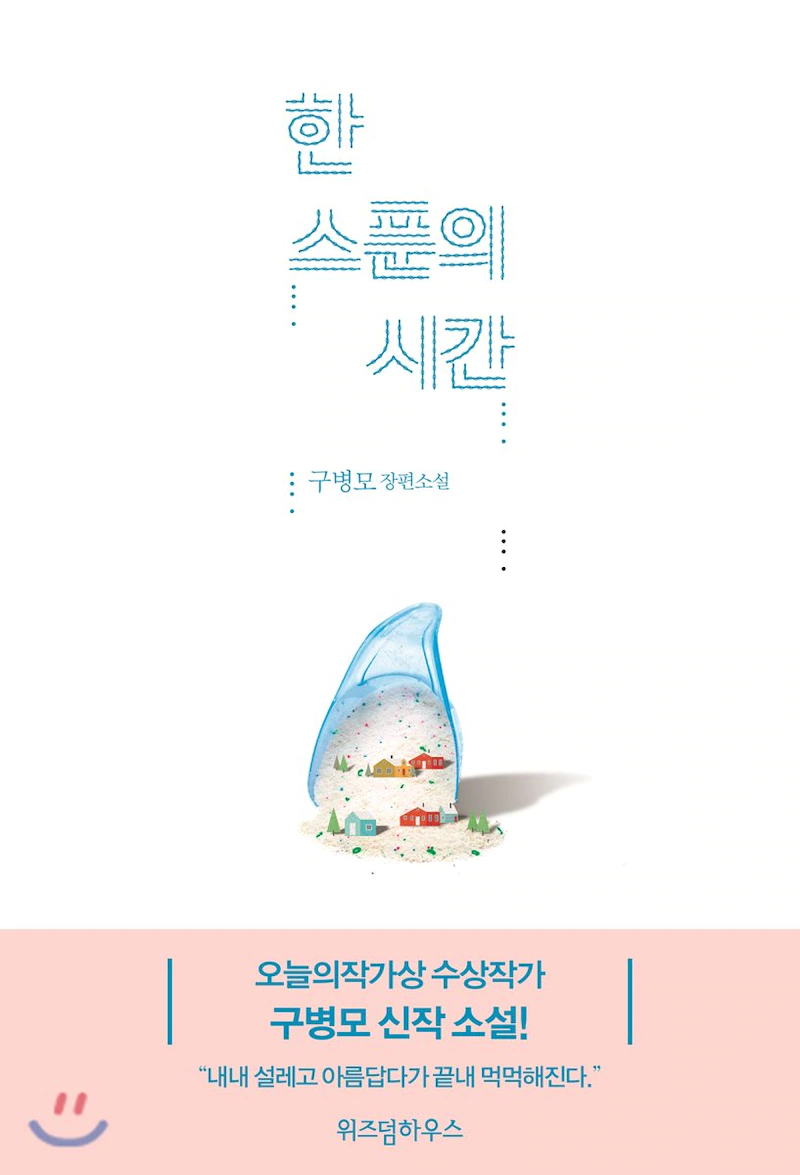 한
스푼의
시간
구병모 장편소설
오늘의작가상 수상작가
구병모 신작 소설!
“내내 설레고 아름답다가 끝내 먹먹해진다.”
위즈덤하우스